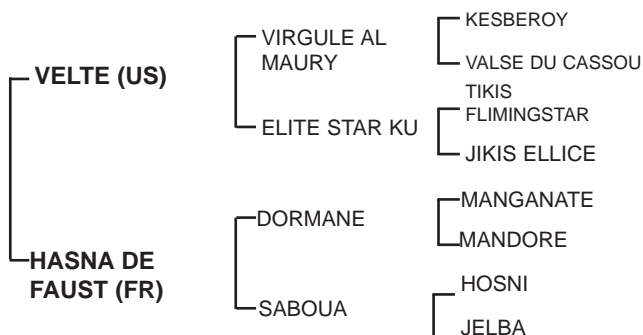 KESBEROY
VIRGULE AL
MAURY
VALSE DU CASSOU
VELTE (US)
TIKIS
FLIMINGSTAR
ELITE STAR KU
JIKIS ELLICE
MANGANATE
DORMANE
MANDORE
HASNA DE
FAUST (FR)
HOSNI
SABOUA
JELBA